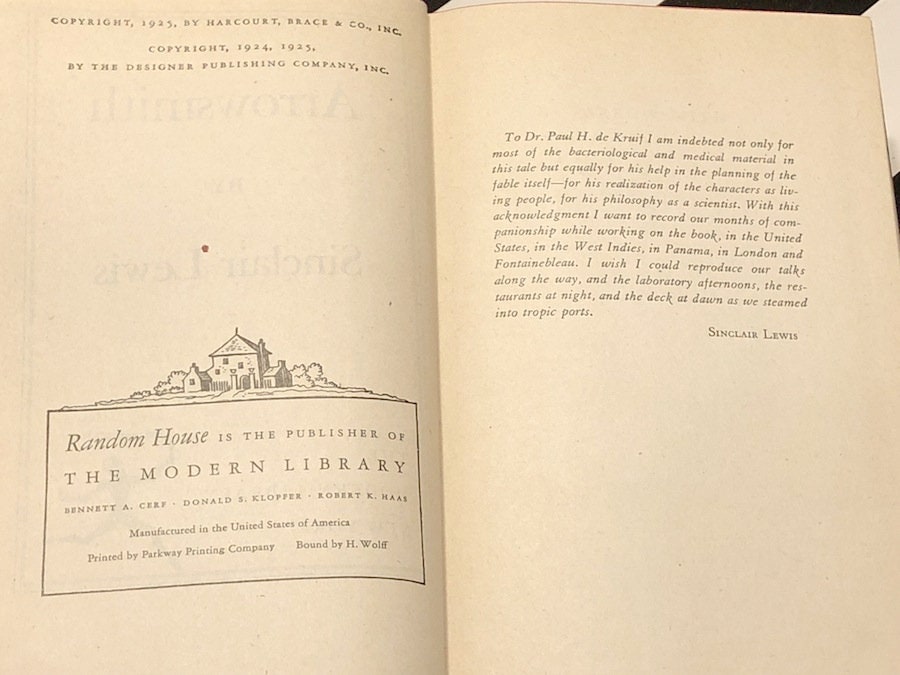 COPYRIGHT, 1925, BY HARCOURT, BRACE & CO., INC.
COPYRIGHT, 1924, 1925,
BY THE DESIGNER PUBLISHING COMPANY, INC.
Arrowsmith
BY
Sinclair Lewis
Random House IS THE PUBLISHER OF
THE MODERN LIBRARY
BENNETT A. CERF · DONALD S. KLOPFER · ROBERT K. HAAS
Manufactured in the United States of America
Printed by Parkway Printing Company Bound by H. Wolff
To Dr. Paul H. de Kruif I am indebted not only for
most of the bacteriological and medical material in
this tale but equally for his help in the planning of the
fable itself—for his realization of the characters as liv-
ing people, for his philosophy as a scientist. With this
acknowledgment I want to record our months of com-
panionship while working on the book, in the United
States, in the West Indies, in Panama, in London and
Fontainebleau. I wish I could reproduce our talks
along the way, and the laboratory afternoons, the res-
taurants at night, and the deck at dawn as we steamed
into tropic ports.
SINCLAIR LEWIS